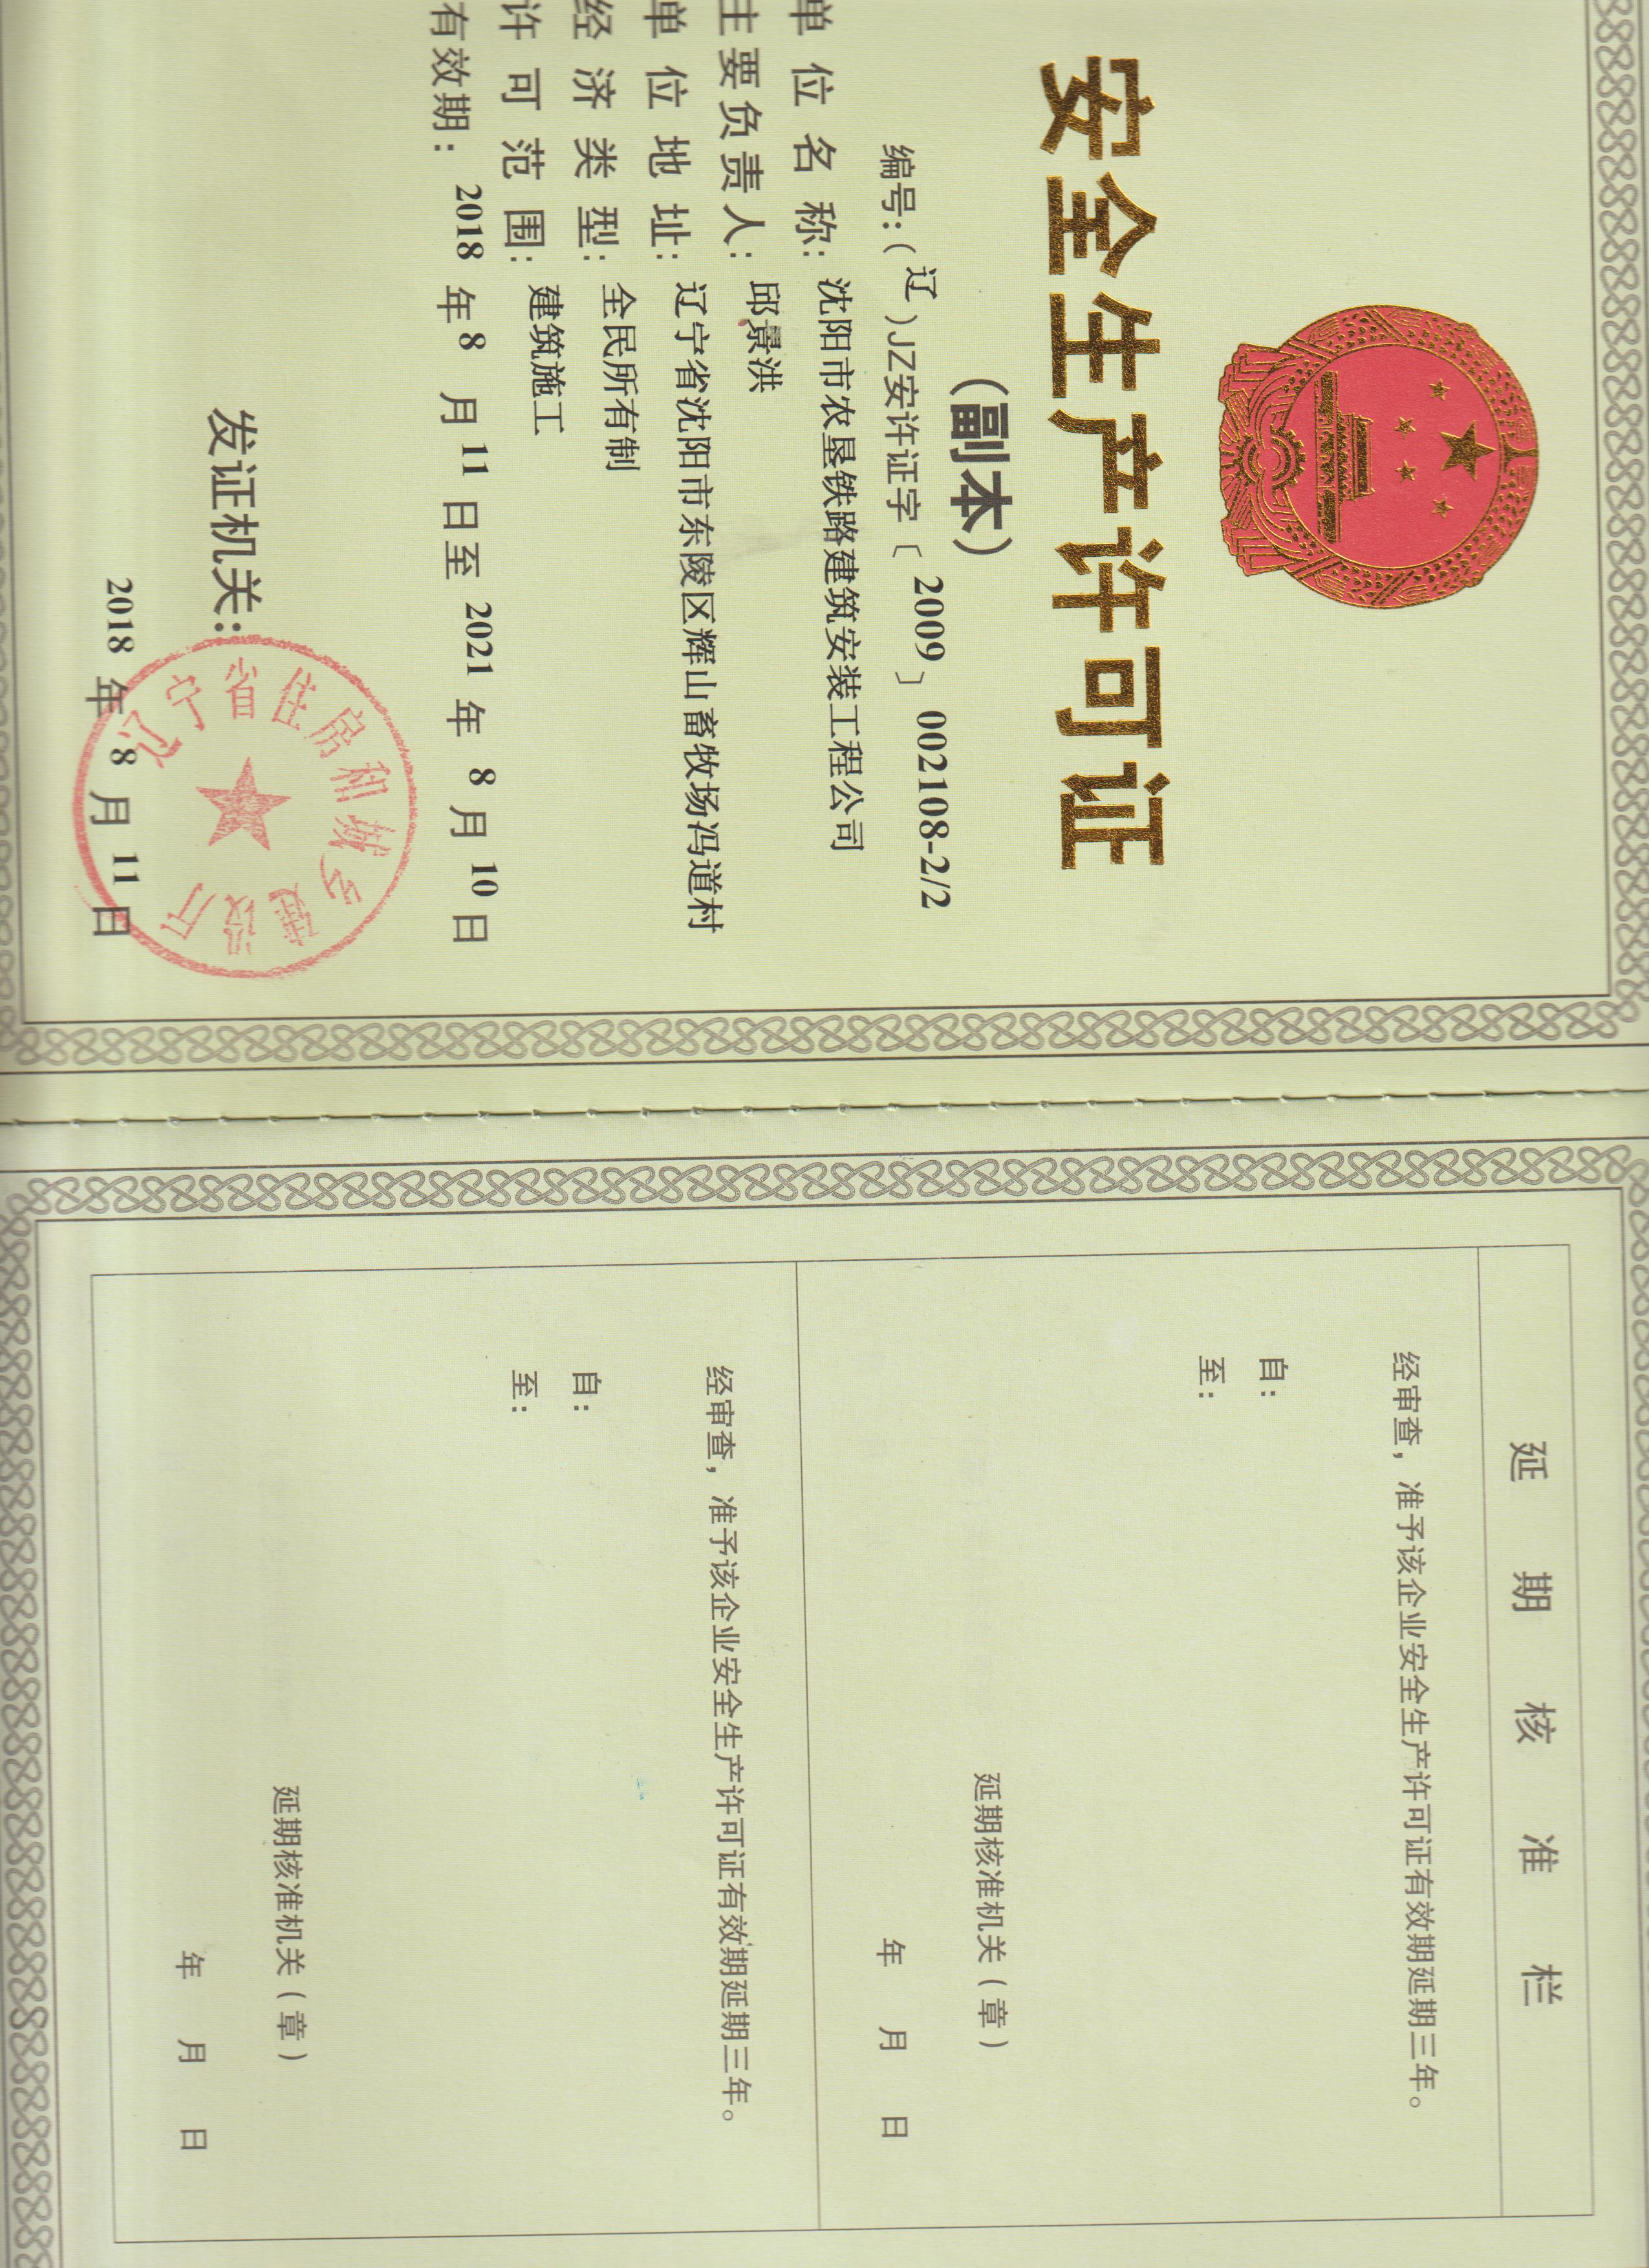 安全生产许可证
（副本）
编号：（辽）JZ安许证字〔2009〕002108-2/2
单位名称：沈阳市农垦铁路建筑安装工程公司
主要负责人：邱景洪
单位地址：辽宁省沈阳市东陵区辉山畜牧场冯道村
经济类型：全民所有制
许可范围：建筑施工
有效期：2018年8月11日至2021年8月10日
发证机关：
辽宁省住房和城乡建设厅
2018年8月11日
延期核准栏
经审查，准予该企业安全生产许可证有效期延期三年。
自：
至：
延期核准机关（章）
年 月 日
经审查，准予该企业安全生产许可证有效期延期三年。
自：
至：
延期核准机关（章）
年 月 日